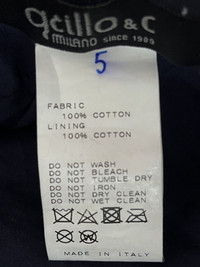 gtillo & C
MILANO since 1989
5
FABRIC
100% COTTON
LINING
100% COTTON
DO NOT WASH
DO NOT BLEACH
DO NOT TUMBLE DRY
DO NOT IRON
DO NOT DRY CLEAN
DO NOT WET CLEAN
MADE IN ITALY